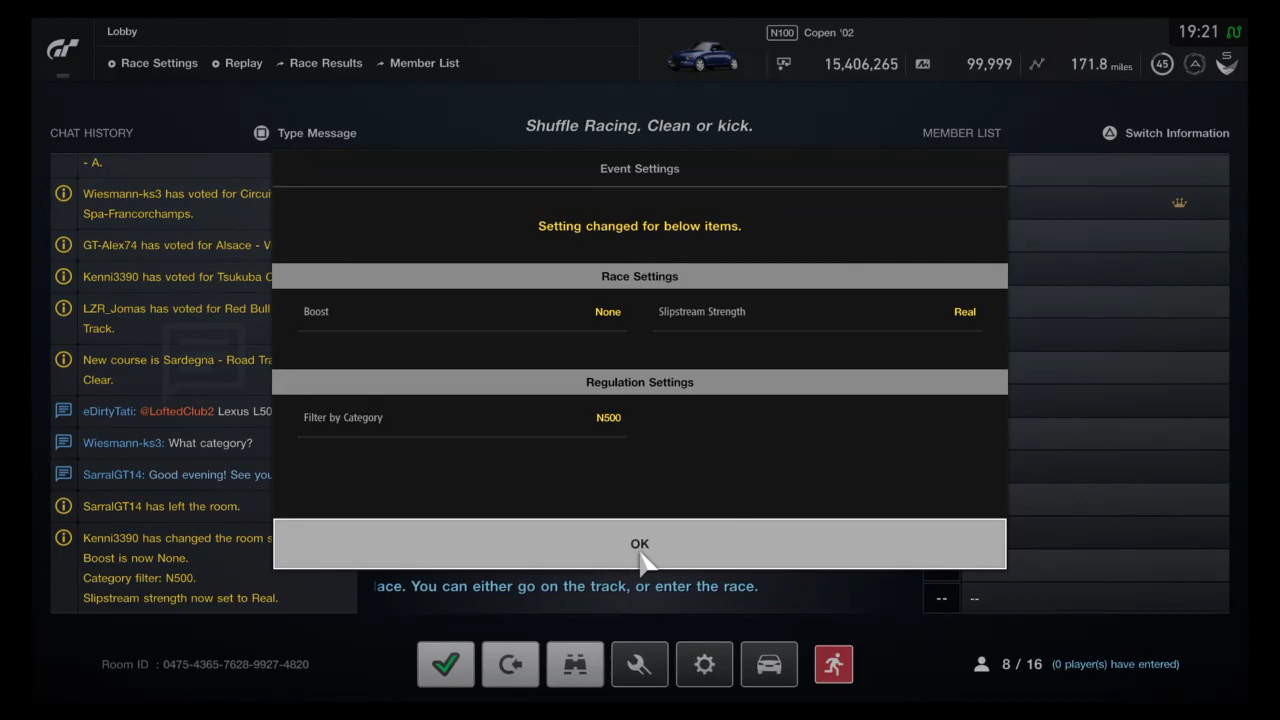 Lobby
N100 Copen '02
19:21
Race Settings Replay Race Results Member List
15,406,265 99,999 171.8 miles 45 A S
CHAT HISTORY Type Message
Shuffle Racing. Clean or kick.
MEMBER LIST Switch Information
- A.
Wiesmann-ks3 has voted for Circui
Spa-Francorchamps.
GT-Alex74 has voted for Alsace - V
Kenni3390 has voted for Tsukuba C
LZR_Jomas has voted for Red Bull
Track.
New course is Sardegna - Road Tra
Clear.
eDirtyTati: @LoftedClub2 Lexus L50
Wiesmann-ks3: What category?
SarralGT14: Good evening! See you
SarralGT14 has left the room.
Kenni3390 has changed the room s
Boost is now None.
Category filter: N500.
Slipstream strength now set to Real.
Event Settings
Setting changed for below items.
Race Settings
Boost None Slipstream Strength Real
Regulation Settings
Filter by Category N500
OK
lace. You can either go on the track, or enter the race.
-- --
Room ID : 0475-4365-7628-9927-4820
8 / 16 (0 player(s) have entered)